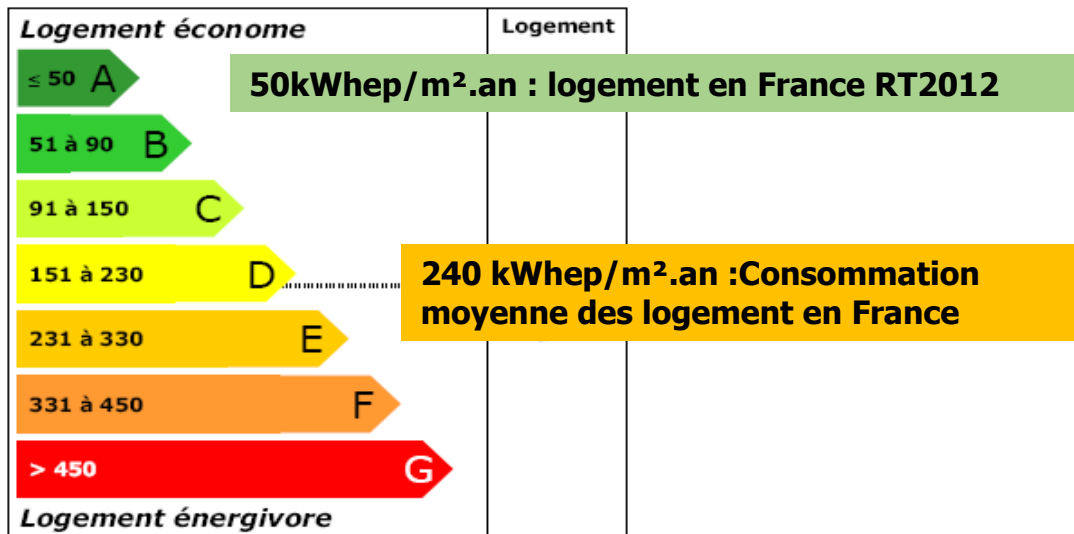 Logement économe
Logement
≤ 50 A
50kWhep/m².an : logement en France RT2012
51 à 90 B
91 à 150 C
151 à 230 D
240 kWhep/m².an :Consommation
moyenne des logement en France
231 à 330 E
331 à 450 F
> 450 G
Logement énergivore